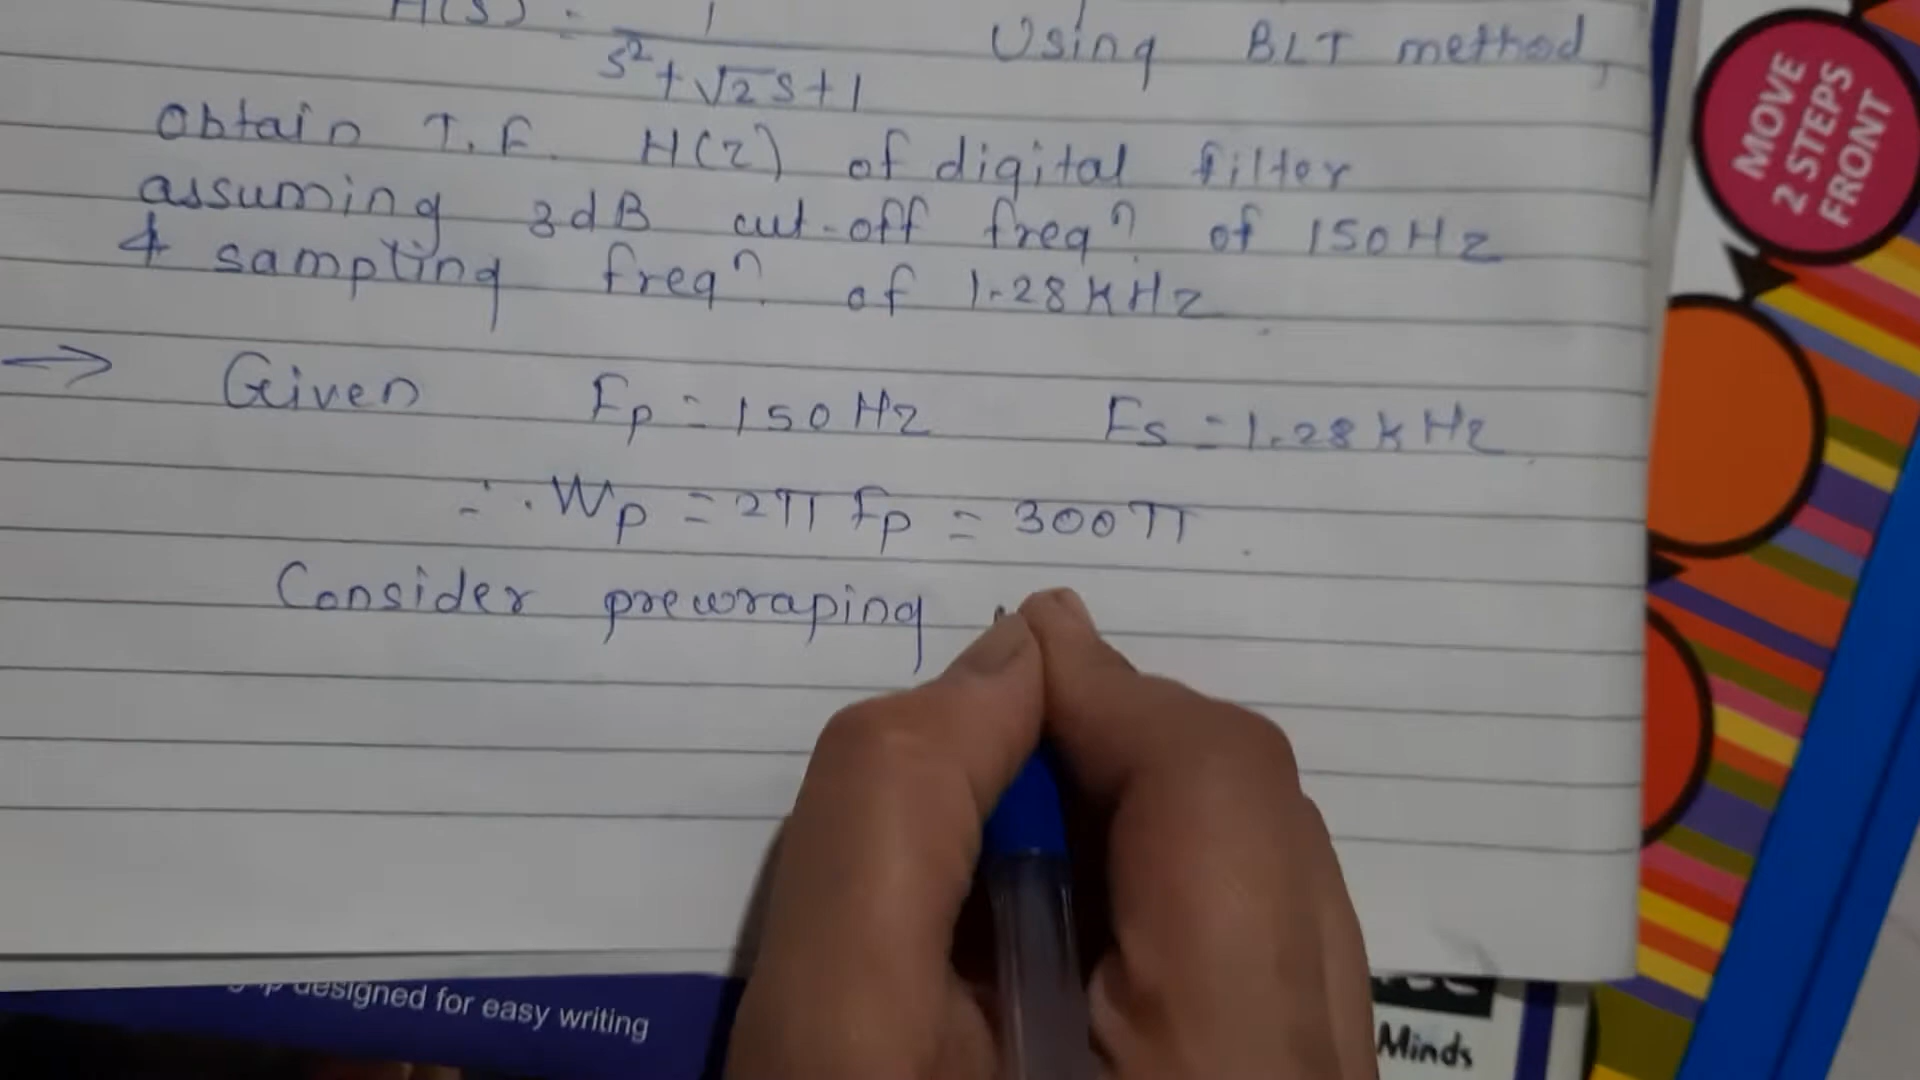 H(s) = 1
s²+√2s+1 Using BLT method,
obtain T.F. H(z) of digital filter
assuming 3dB cut-off freqⁿ. of 150Hz
& sampling freqⁿ. of 1.28kHz
→ Given Fp = 150Hz Fs = 1.28kHz
∴ Wp = 2π Fp = 300π
Consider prewraping
designed for easy writing
Minds
MOVE
2 STEPS
FRONT